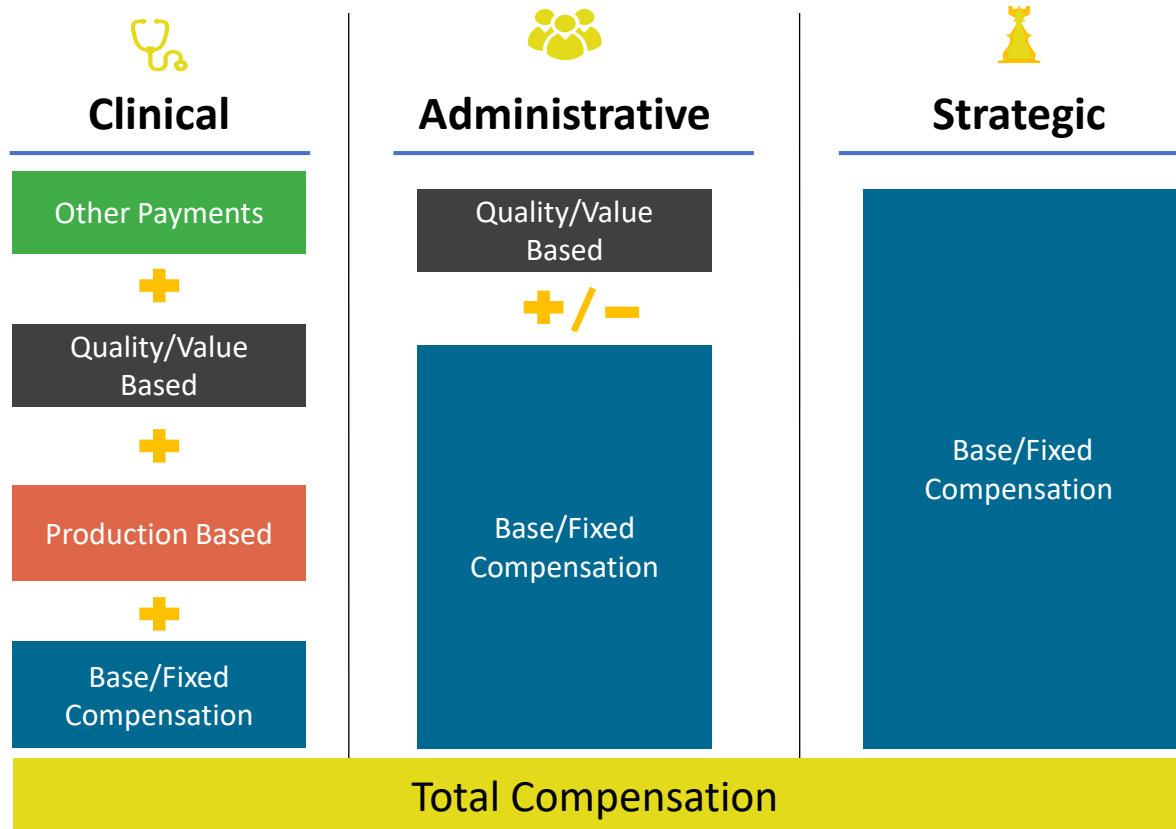 Clinical
Other Payments
Quality/Value
Based
Production Based
Base/Fixed
Compensation
Administrative
Quality/Value
Based
+/−
Base/Fixed
Compensation
Strategic
Base/Fixed
Compensation
Total Compensation